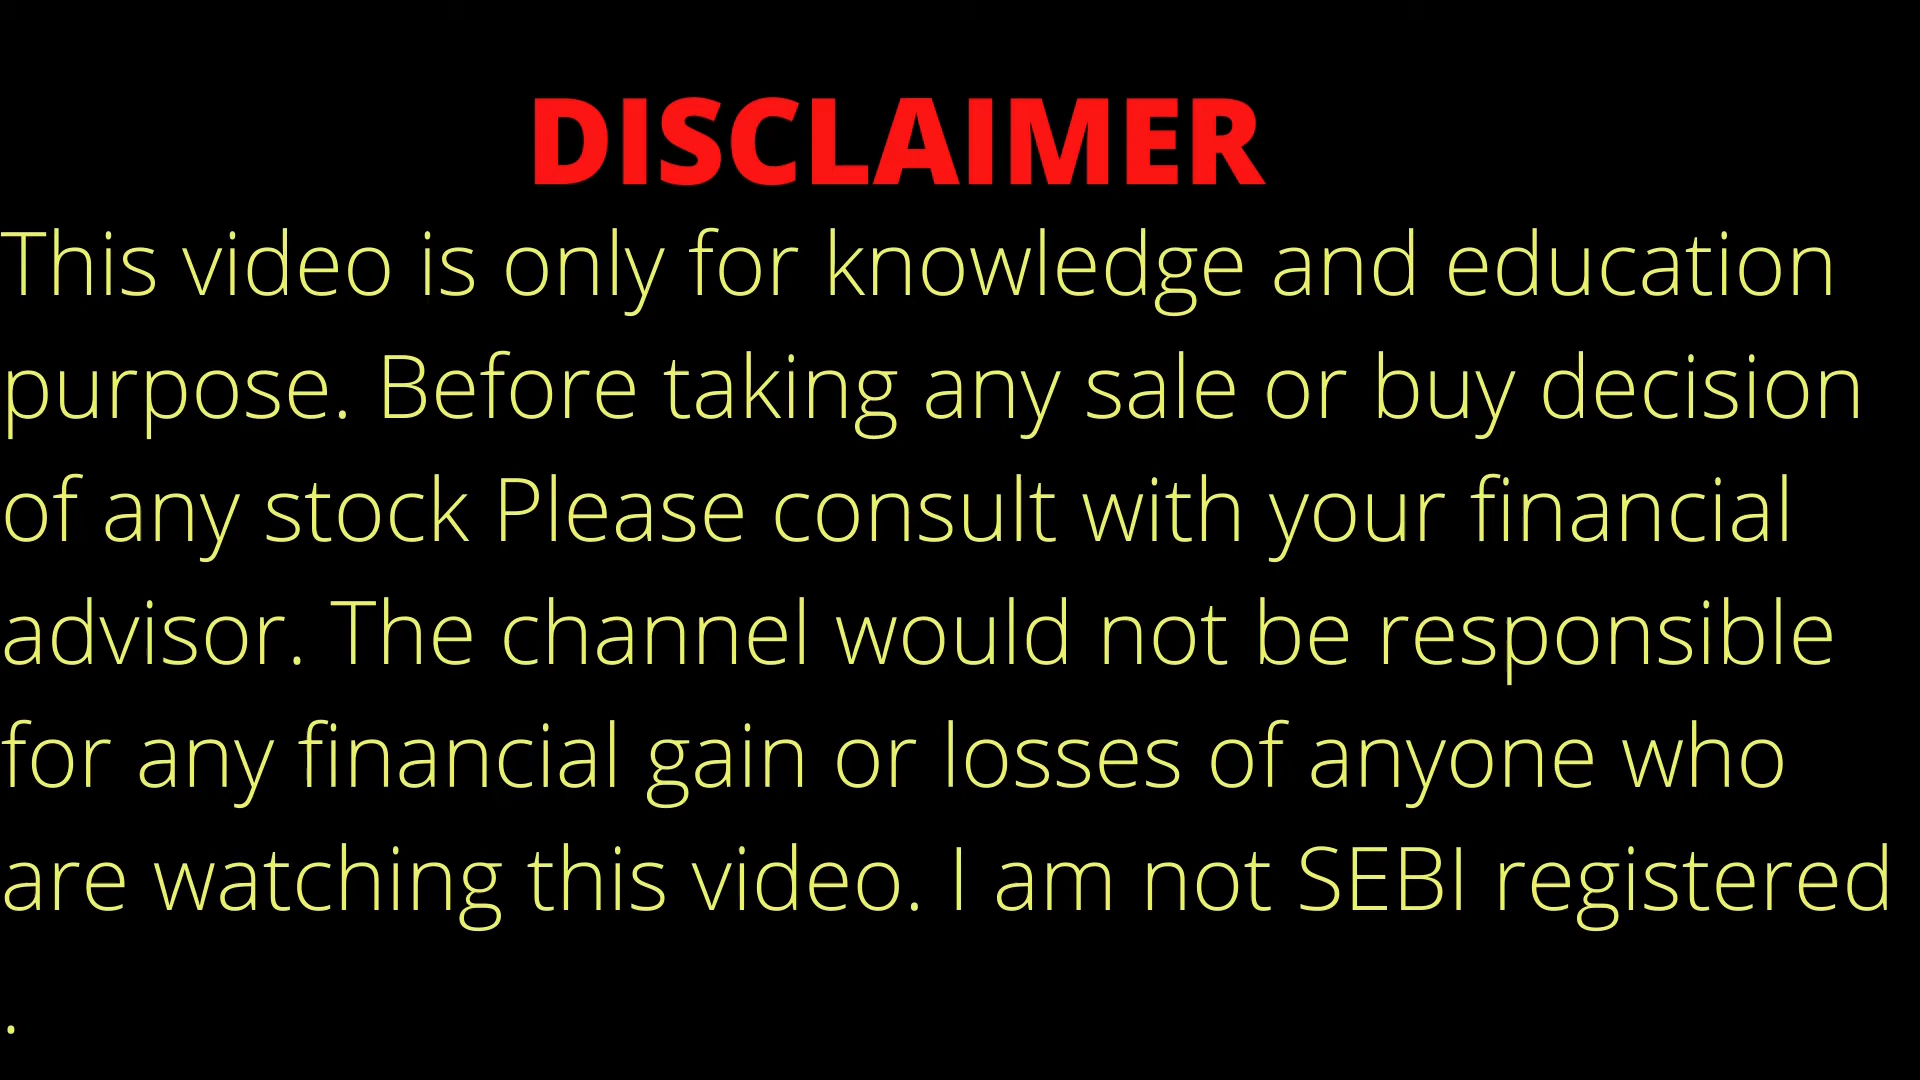 DISCLAIMER
This video is only for knowledge and education
purpose. Before taking any sale or buy decision
of any stock Please consult with your financial
advisor. The channel would not be responsible
for any financial gain or losses of anyone who
are watching this video. I am not SEBI registered
.